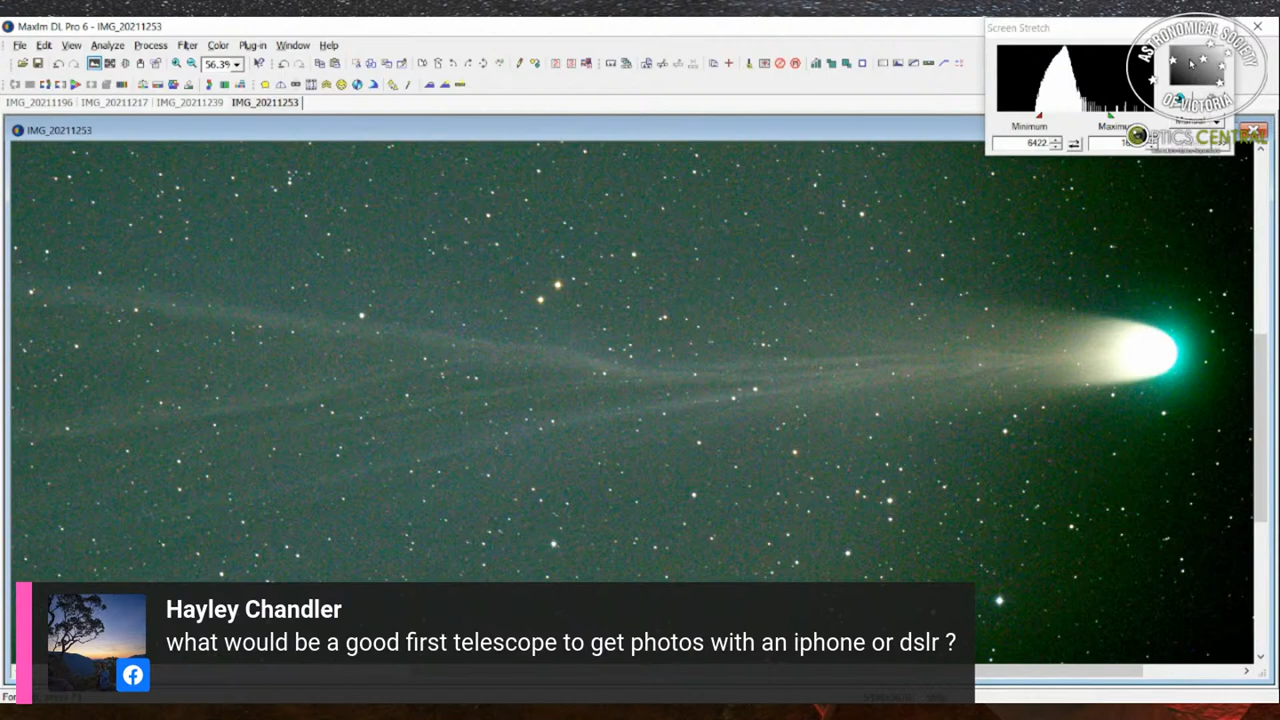 MaxIm DL Pro 6 - IMG_20211253
File Edit View Analyze Process Filter Color Plug-in Window Help
56.3%
IMG_20211196 IMG_20211217 IMG_20211239 IMG_20211253
IMG_20211253
Screen Stretch
Minimum
6422.
ASTRONOMICAL SOCIETY
OF VICTORIA
OPTICS CENTRAL
Hayley Chandler
what would be a good first telescope to get photos with an iphone or dslr ?